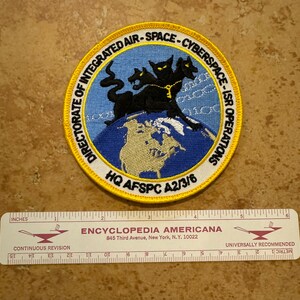 DIRECTORATE OF INTEGRATED AIR - SPACE - CYBERSPACE - ISR OPERATIONS
HQ AFSPC A2/3/6
INCHES
ENCYCLOPEDIA AMERICANA
849 Third Avenue, New York, N.Y. 10022
CONTINUOUS REVISION
UNIVERSALLY RECOMMENDED